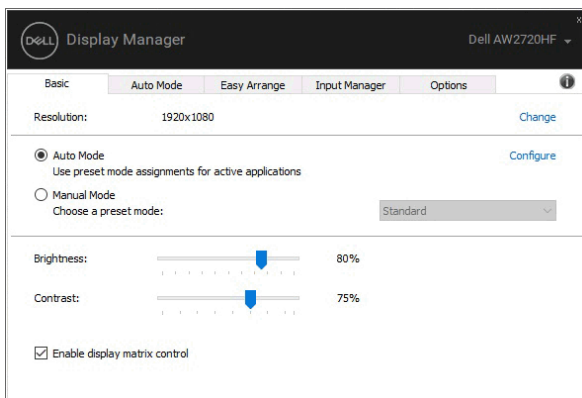 DELL Display Manager Dell AW2720HF
Basic Auto Mode Easy Arrange Input Manager Options
Resolution: 1920x1080 Change
Auto Mode Configure
Use preset mode assignments for active applications
Manual Mode
Choose a preset mode: Standard
Brightness: 80%
Contrast: 75%
Enable display matrix control